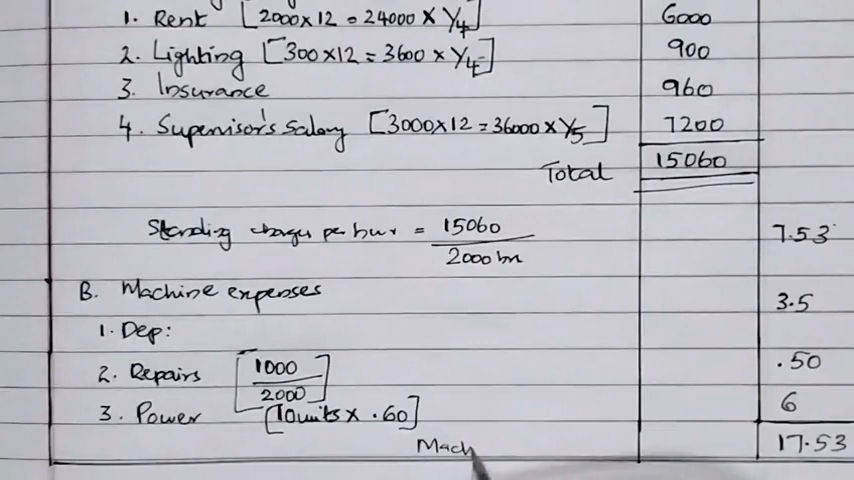 1. Rent [2000×12=24000×1/4] 6000
2. Lighting [300×12=3600×1/4] 900
3. Insurance 960
4. Supervisor's Salary [3000×12=36000×1/5] 7200
Total 15060
Standing charges per hour = 15060 / 2000 hrs 7.53
B. Machine expenses
1. Dep: 3.5
2. Repairs [1000/2000] .50
3. Power [10units × .60] 6
Mach 17.53